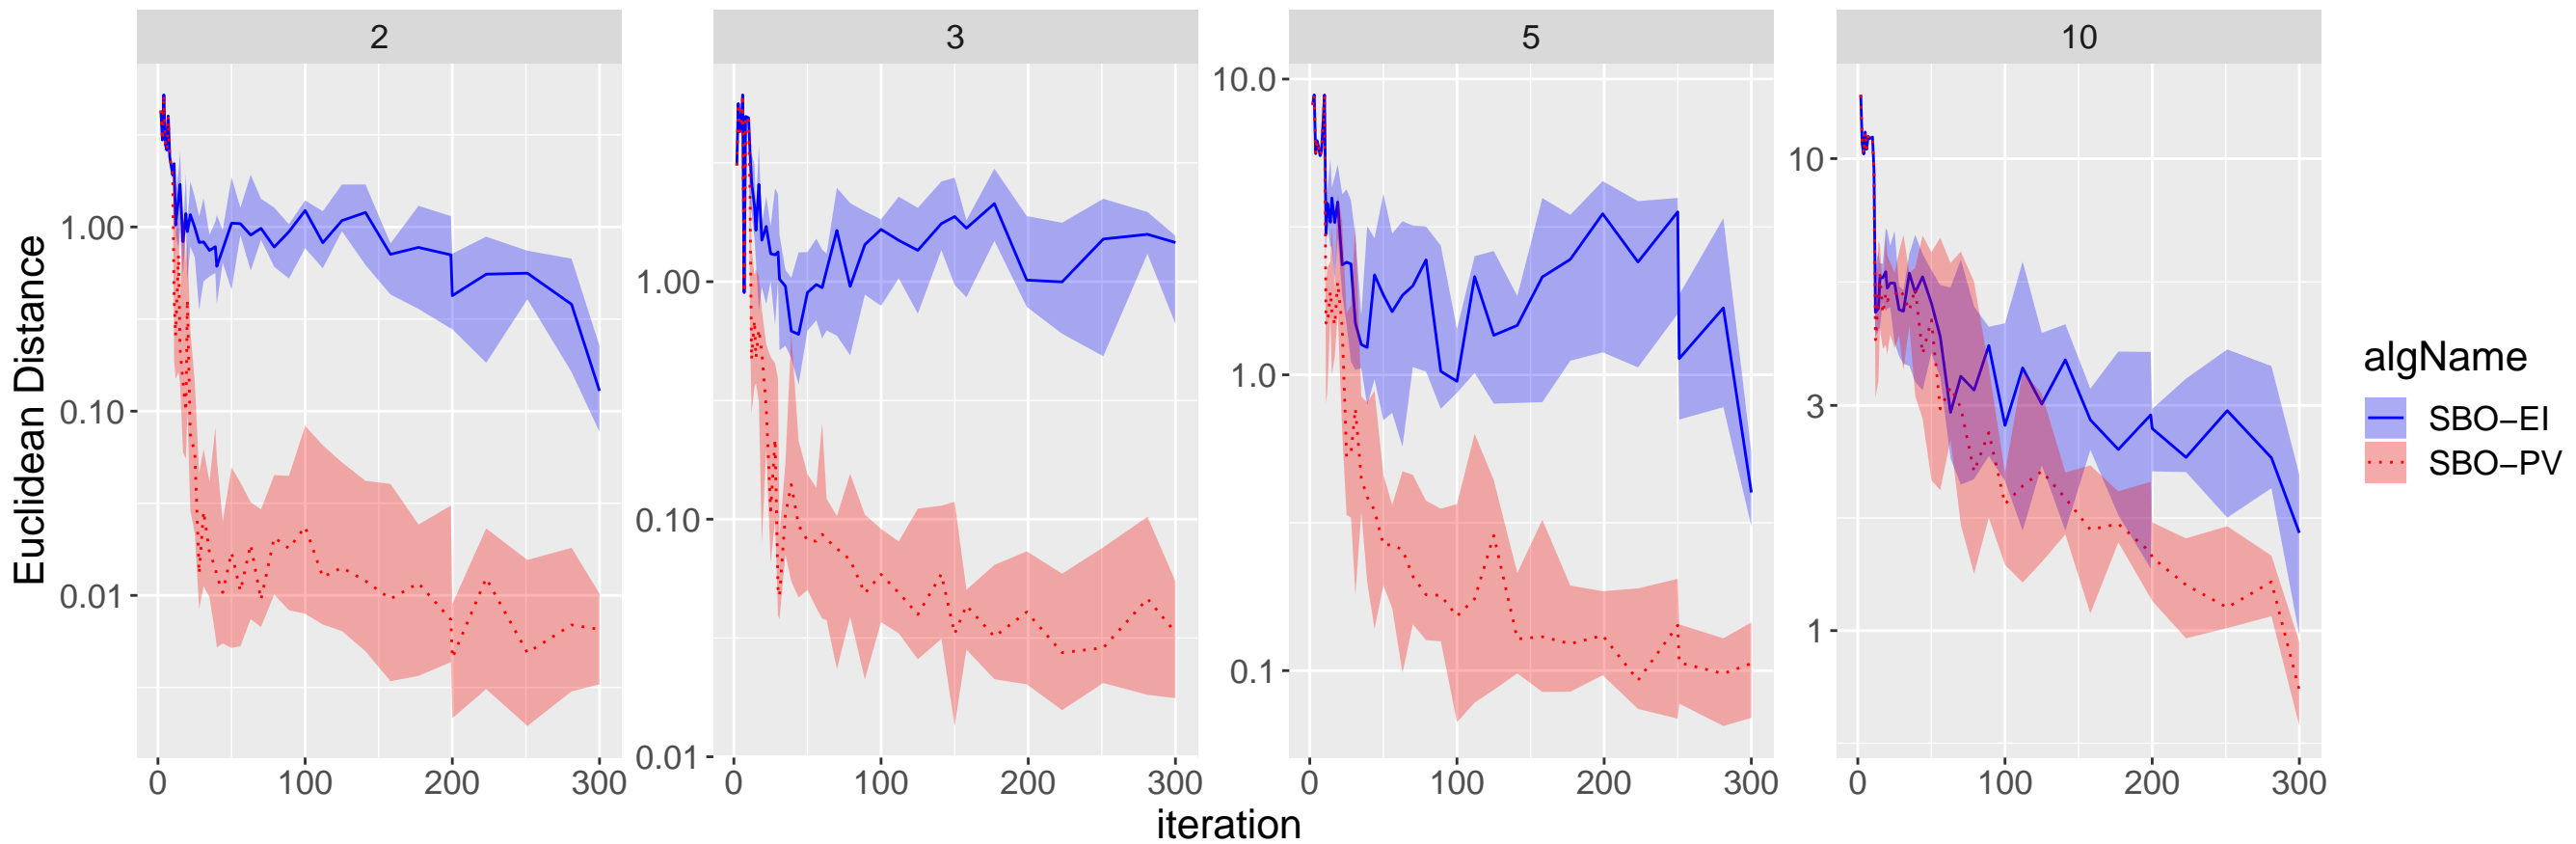 2 3 5 10
Euclidean Distance
1.00
0.10
0.01
1.00
0.10
0.01
10.0
1.0
0.1
10
3
1
0 100 200 300 0 100 200 300 0 100 200 300 0 100 200 300
iteration
algName
SBO−EI
SBO−PV